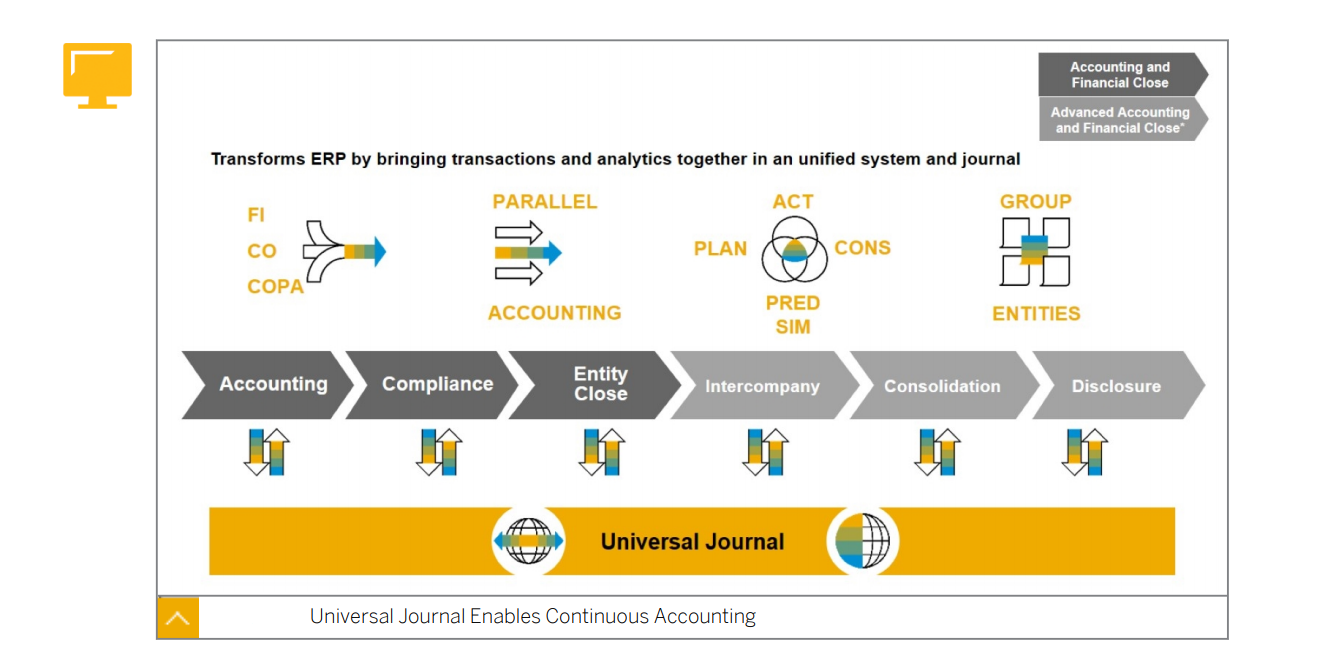 Accounting and
Financial Close
Advanced Accounting
and Financial Close*
Transforms ERP by bringing transactions and analytics together in an unified system and journal
FI
CO
COPA
PARALLEL
ACCOUNTING
ACT
PLAN
CONS
PRED
SIM
GROUP
ENTITIES
Accounting
Compliance
Entity
Close
Intercompany
Consolidation
Disclosure
Universal Journal
Universal Journal Enables Continuous Accounting